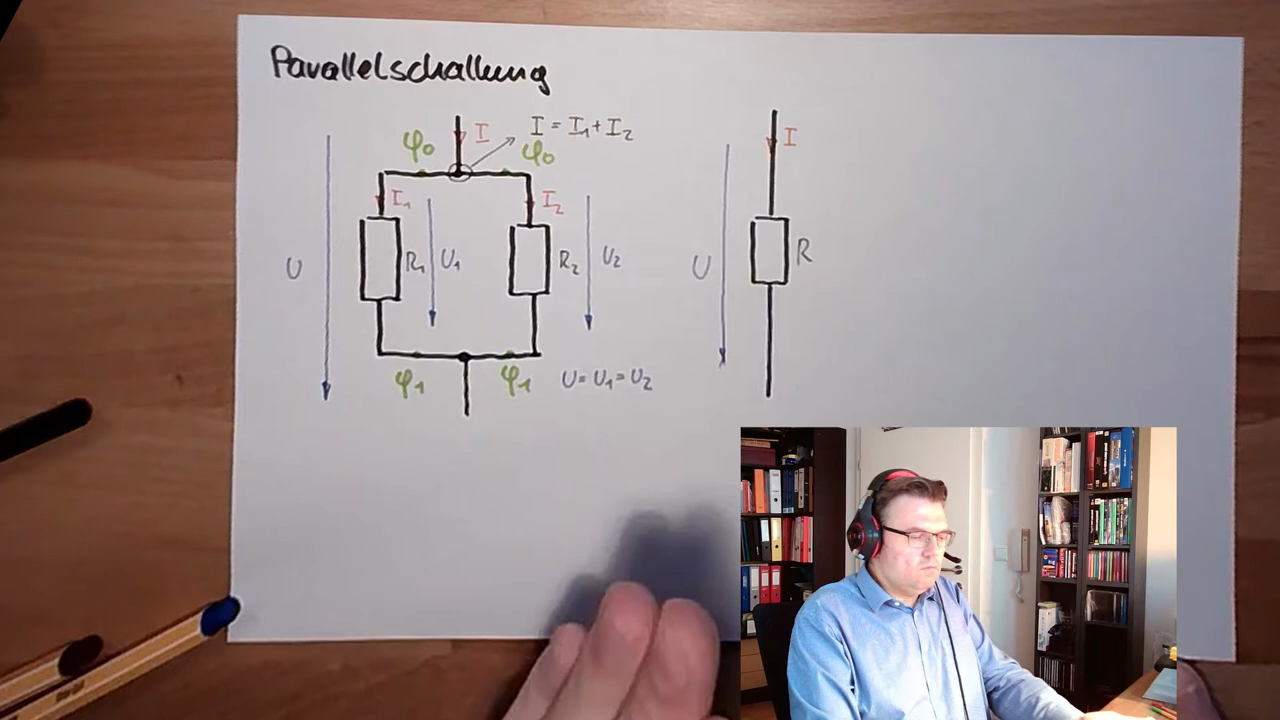 Parallelschaltung
I
I = I₁ + I₂
φ₀
φ₀
I₁
I₂
U
R₁
U₁
R₂
U₂
φ₁
φ₁
U = U₁ = U₂
I
U
R